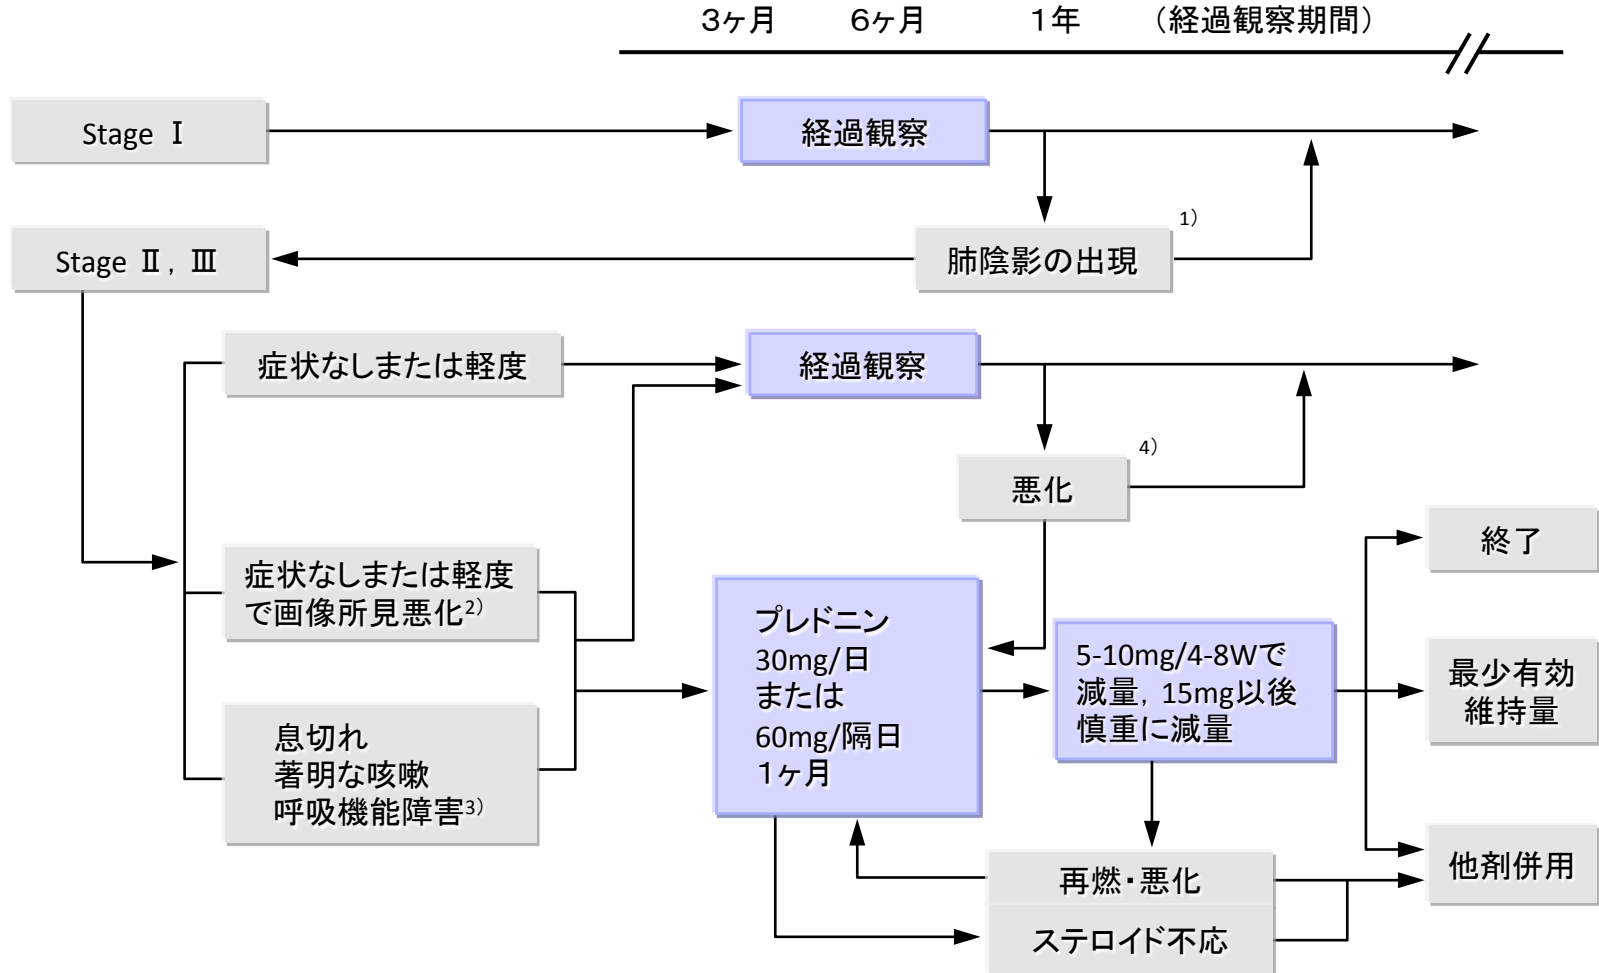 3ヶ月 6ヶ月 1年 （経過観察期間）
Stage Ⅰ
経過観察
Stage Ⅱ，Ⅲ
肺陰影の出現
1）
症状なしまたは軽度
経過観察
4）
悪化
症状なしまたは軽度
で画像所見悪化2）
息切れ
著明な咳嗽
呼吸機能障害3）
プレドニン
30mg/日
または
60mg/隔日
1ヶ月
5-10mg/4-8Wで
減量，15mg以後
慎重に減量
終了
最少有効
維持量
他剤併用
再燃・悪化
ステロイド不応